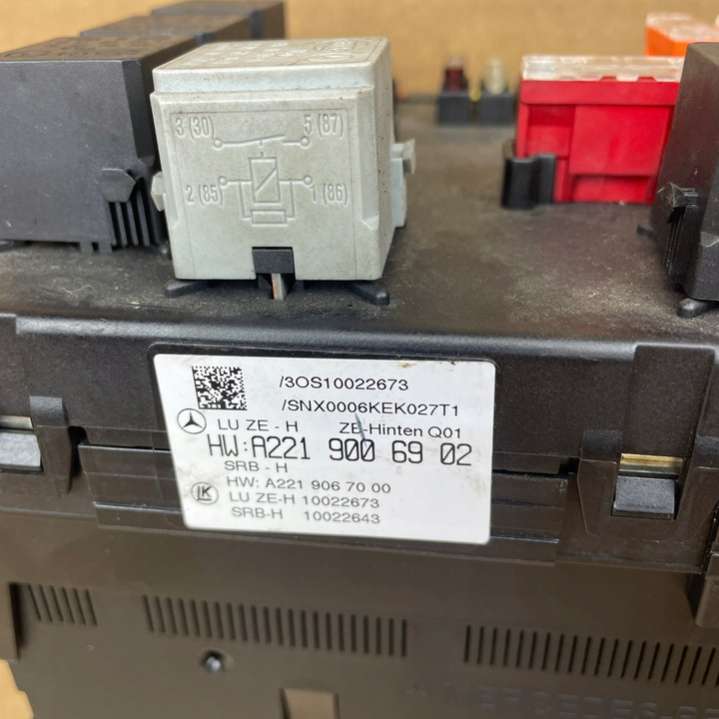 3 (30) 5 (87)
2 (85) 1 (86)
/3OS10022673
/SNX0006KEK027T1
LU ZE - H ZE-Hinten Q01
HW:A221 900 69 02
SRB - H
HW: A221 906 70 00
LU ZE-H 10022673
SRB-H 10022643